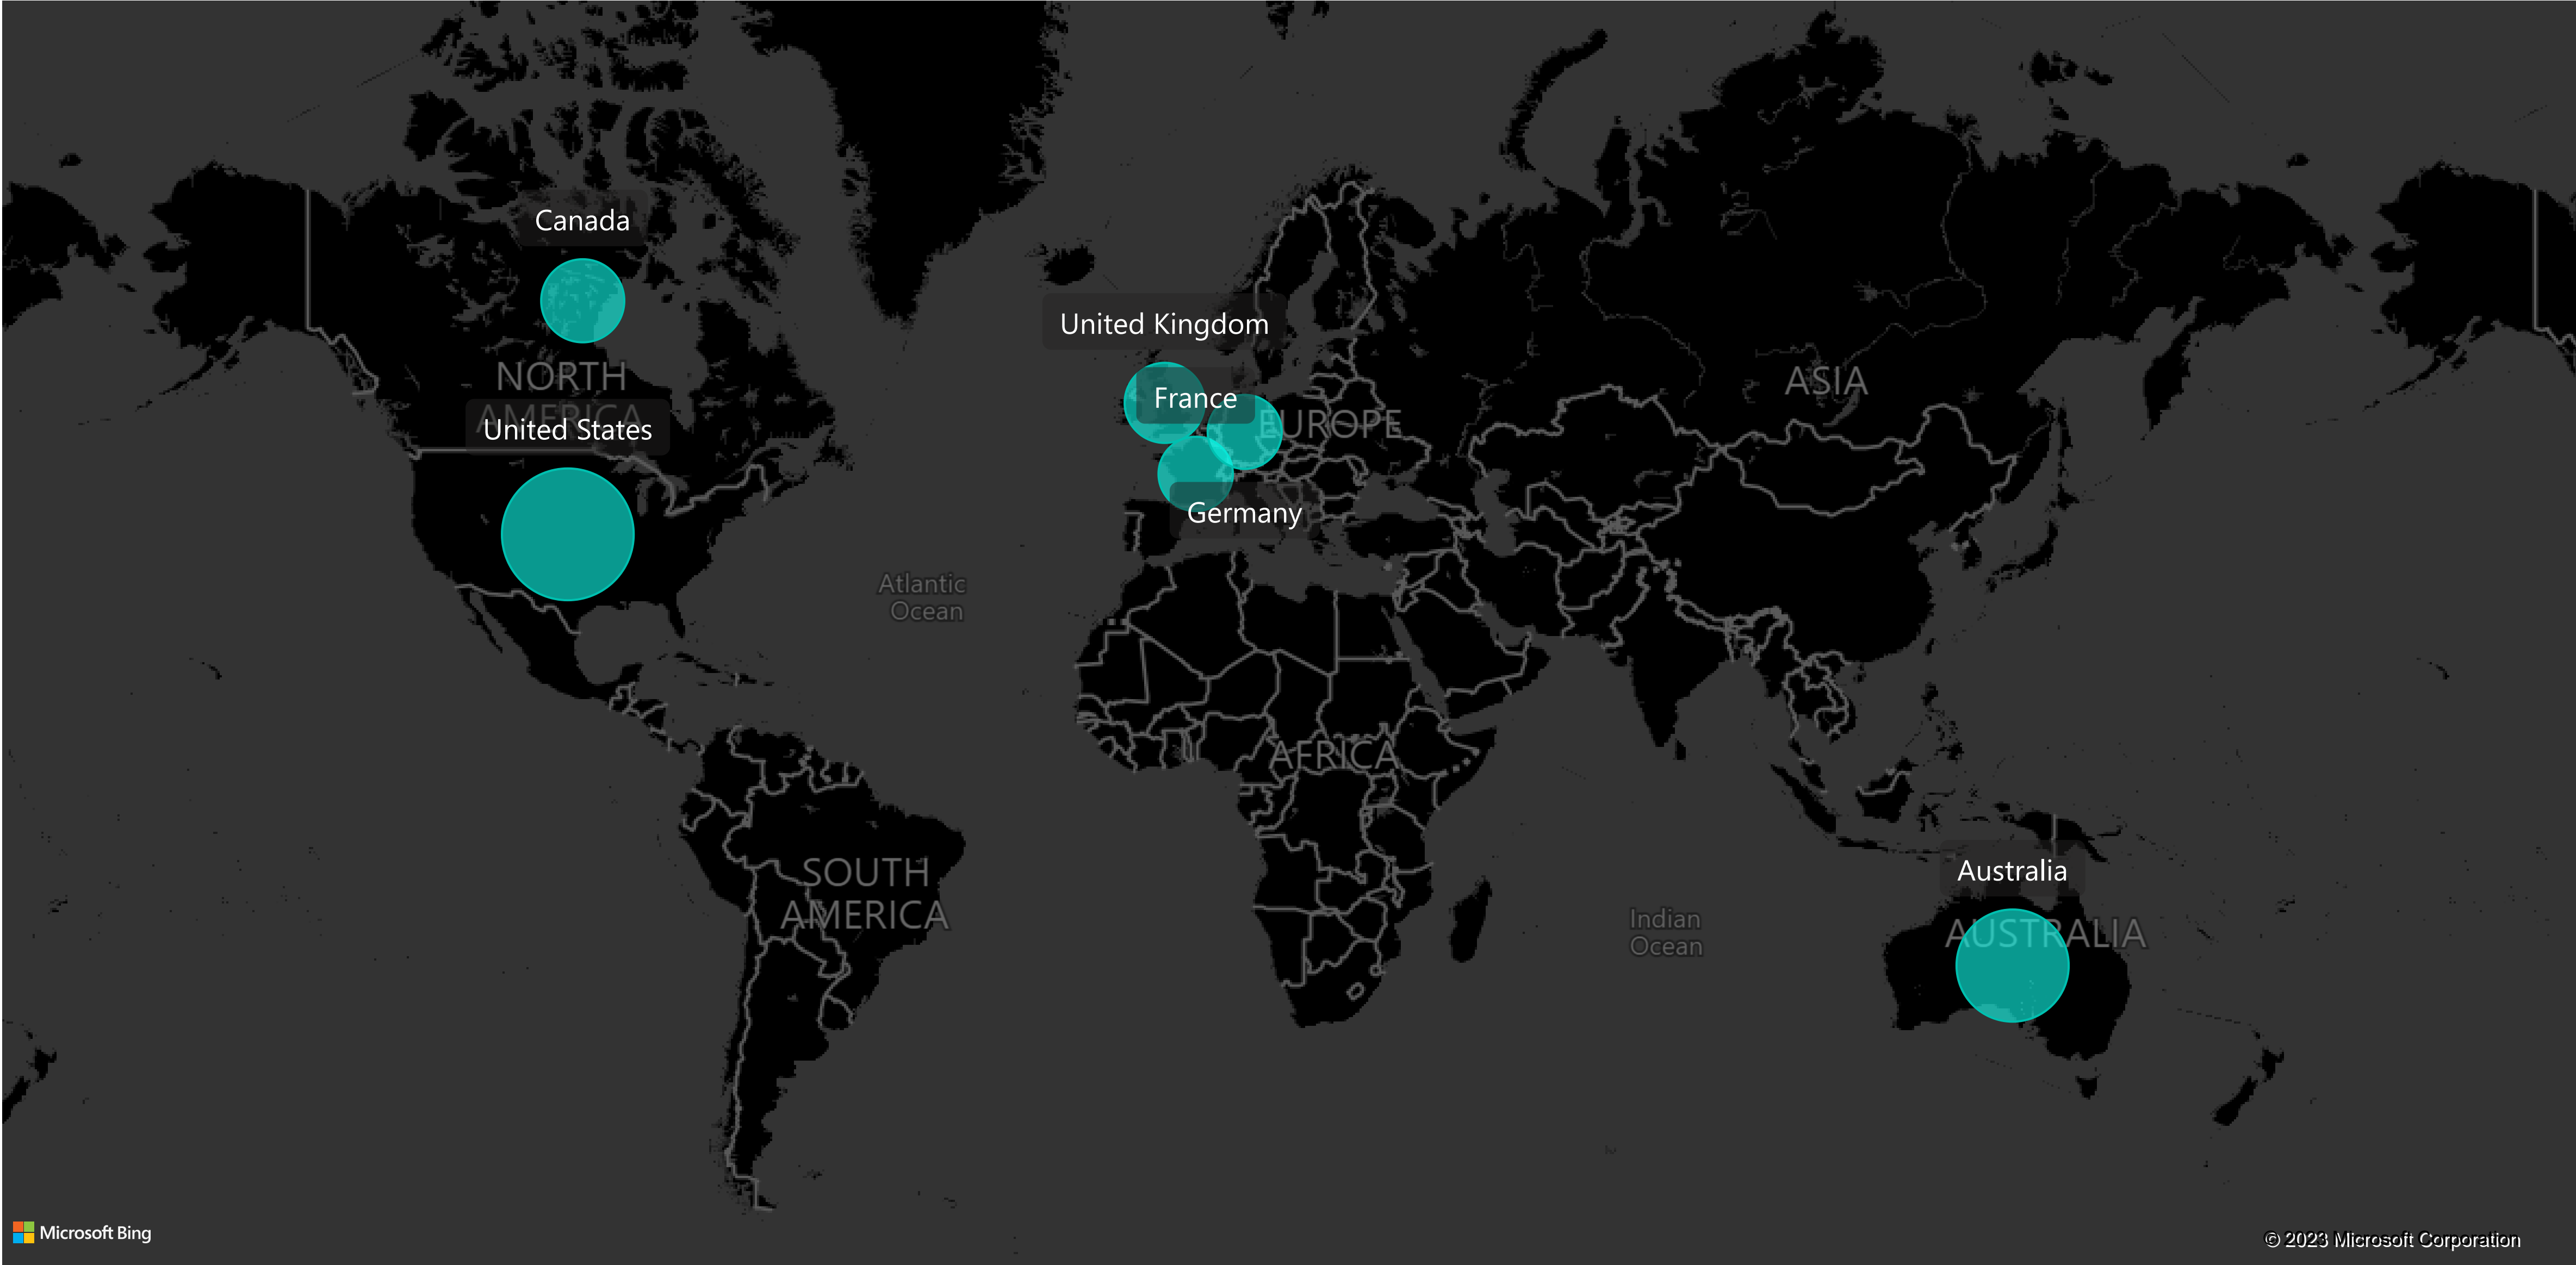 Canada
United Kingdom
NORTH
AMERICA
United States
France
EUROPE
ASIA
Germany
Atlantic
Ocean
AFRICA
SOUTH
AMERICA
Australia
AUSTRALIA
Indian
Ocean
Microsoft Bing
© 2023 Microsoft Corporation